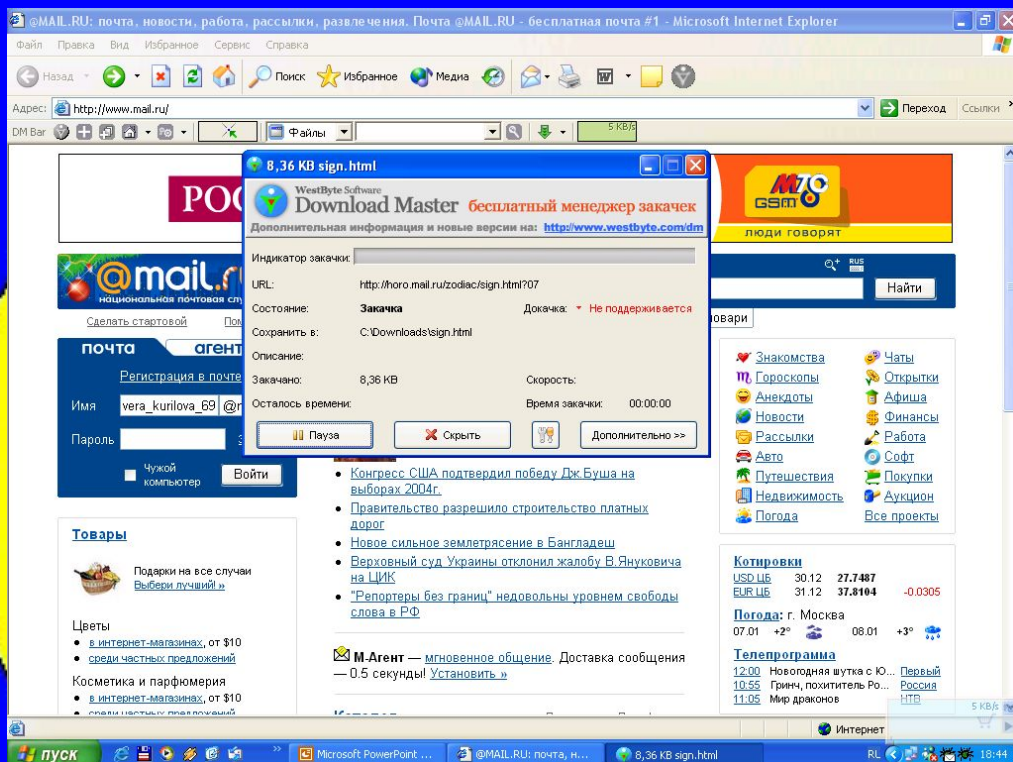 @MAIL.RU: почта, новости, работа, рассылки, развлечения. Почта @MAIL.RU - бесплатная почта #1 - Microsoft Internet Explorer
Файл Правка Вид Избранное Сервис Справка
Назад Поиск Избранное Медиа
Адрес: http://www.mail.ru/ Переход Ссылки
DM Bar Файлы 5 KB/s
8,36 KB sign.html
WestByte Software
Download Master бесплатный менеджер закачек
Дополнительная информация и новые версии на: http://www.westbyte.com/dm
Индикатор закачки:
URL: http://horo.mail.ru/zodiac/sign.html?07
Состояние: Закачка Докачка: Не поддерживается
Сохранить в: C:\Downloads\sign.html
Описание:
Закачано: 8,36 KB Скорость:
Осталось времени: Время закачки: 00:00:00
Пауза Скрыть Дополнительно >>
РОС
GSM
люди говорят
@mail.ru
национальная почтовая
RUS
Найти
Сделать стартовой
почта агент
Регистрация в почте
Имя vera_kurilova_69
Пароль
Чужой
компьютер
Войти
Знакомства Чаты
Гороскопы Открытки
Анекдоты Афиша
Новости Финансы
Рассылки Работа
Авто Софт
Путешествия Покупки
Недвижимость Аукцион
Погода Все проекты
Конгресс США подтвердил победу Дж.Буша на
выборах 2004г.
Правительство разрешило строительство платных
дорог
Новое сильное землетрясение в Бангладеш
Верховный суд Украины отклонил жалобу В.Януковича
на ЦИК
"Репортеры без границ" недовольны уровнем свободы
слова в РФ
М-Агент — мгновенное общение. Доставка сообщения
— 0.5 секунды! Установить »
Товары
Подарки на все случаи
Выбери лучший! »
Цветы
в интернет-магазинах, от $10
среди частных предложений
Косметика и парфюмерия
в интернет-магазинах, от $10
среди частных предложений
Котировки
USD ЦБ 30.12 27.7487
EUR ЦБ 31.12 37.8104 -0.0305
Погода: г. Москва
07.01 +2° 08.01 +3°
Телепрограмма
12:00 Новогодняя шутка с Ю... Первый
10:55 Гринч, похититель Ро... Россия
11:05 Мир драконов НТВ
5 KB/s
Интернет
пуск Microsoft PowerPoint ... @MAIL.RU: почта, н... 8,36 KB sign.html RL 18:44